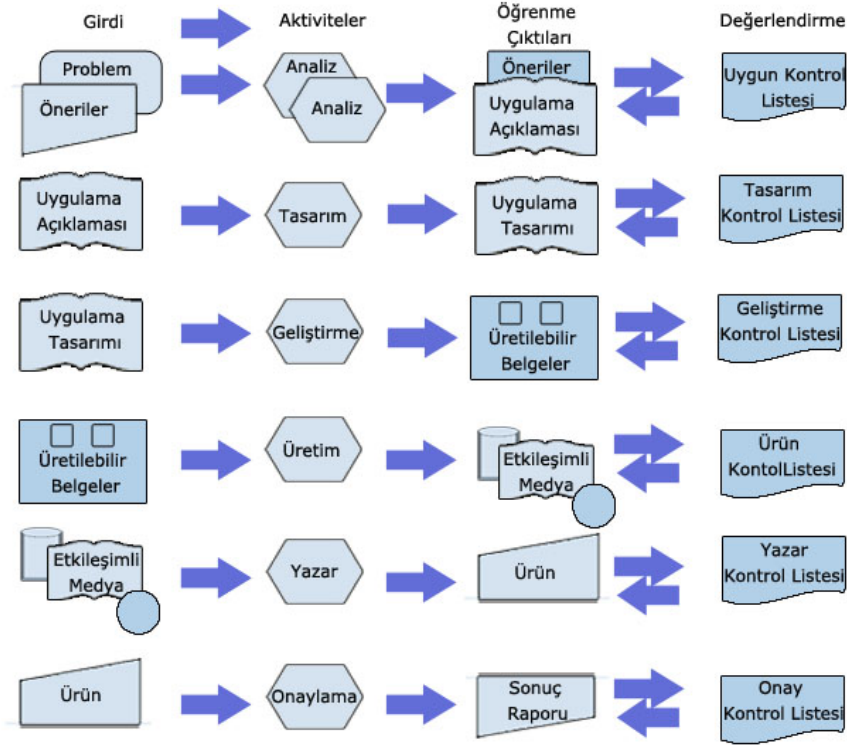 Girdi
Aktiviteler
Öğrenme
Çıktıları
Değerlendirme
Problem
Öneriler
Analiz
Analiz
Öneriler
Uygulama
Açıklaması
Uygun Kontrol
Listesi
Uygulama
Açıklaması
Tasarım
Uygulama
Tasarımı
Tasarım
Kontrol Listesi
Uygulama
Tasarımı
Geliştirme
Üretilebilir
Belgeler
Geliştirme
Kontrol Listesi
Üretilebilir
Belgeler
Üretim
Etkileşimli
Medya
Ürün
KontolListesi
Etkileşimli
Medya
Yazar
Ürün
Yazar
Kontrol Listesi
Ürün
Onaylama
Sonuç
Raporu
Onay
Kontrol Listesi